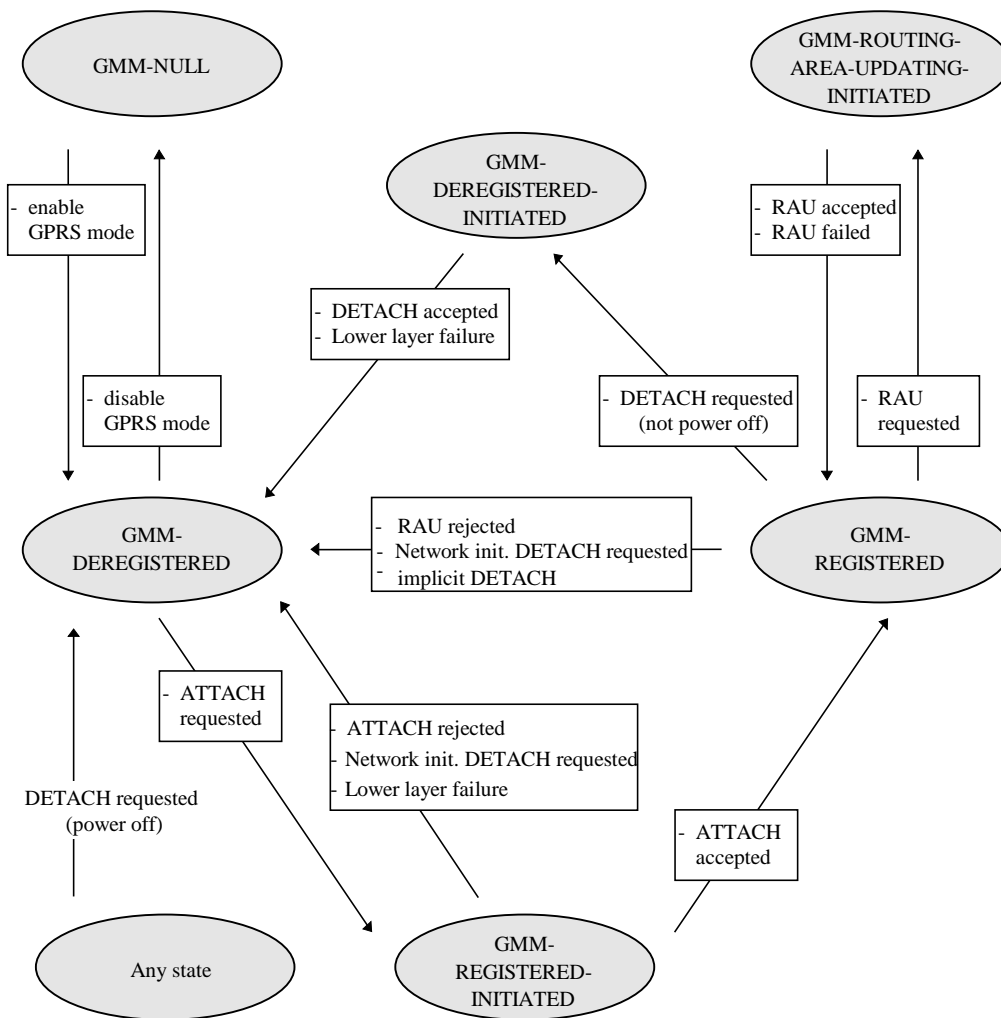 GMM-NULL
GMM-ROUTING-
AREA-UPDATING-
INITIATED
GMM-
DEREGISTERED-
INITIATED
- enable
GPRS mode
- RAU accepted
- RAU failed
- DETACH accepted
- Lower layer failure
- disable
GPRS mode
- DETACH requested
(not power off)
- RAU
requested
GMM-
DEREGISTERED
- RAU rejected
- Network init. DETACH requested
- implicit DETACH
GMM-
REGISTERED
- ATTACH
requested
- ATTACH rejected
- Network init. DETACH requested
- Lower layer failure
DETACH requested
(power off)
- ATTACH
accepted
Any state
GMM-
REGISTERED-
INITIATED